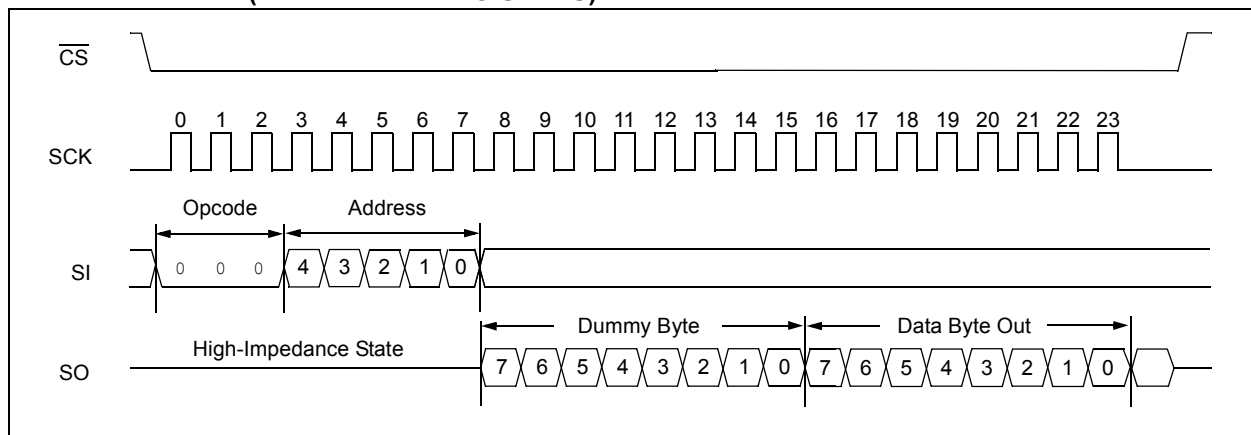 CS
0 1 2 3 4 5 6 7 8 9 10 11 12 13 14 15 16 17 18 19 20 21 22 23
SCK
Opcode Address
SI 0 0 0 4 3 2 1 0
Dummy Byte Data Byte Out
High-Impedance State
SO 7 6 5 4 3 2 1 0 7 6 5 4 3 2 1 0